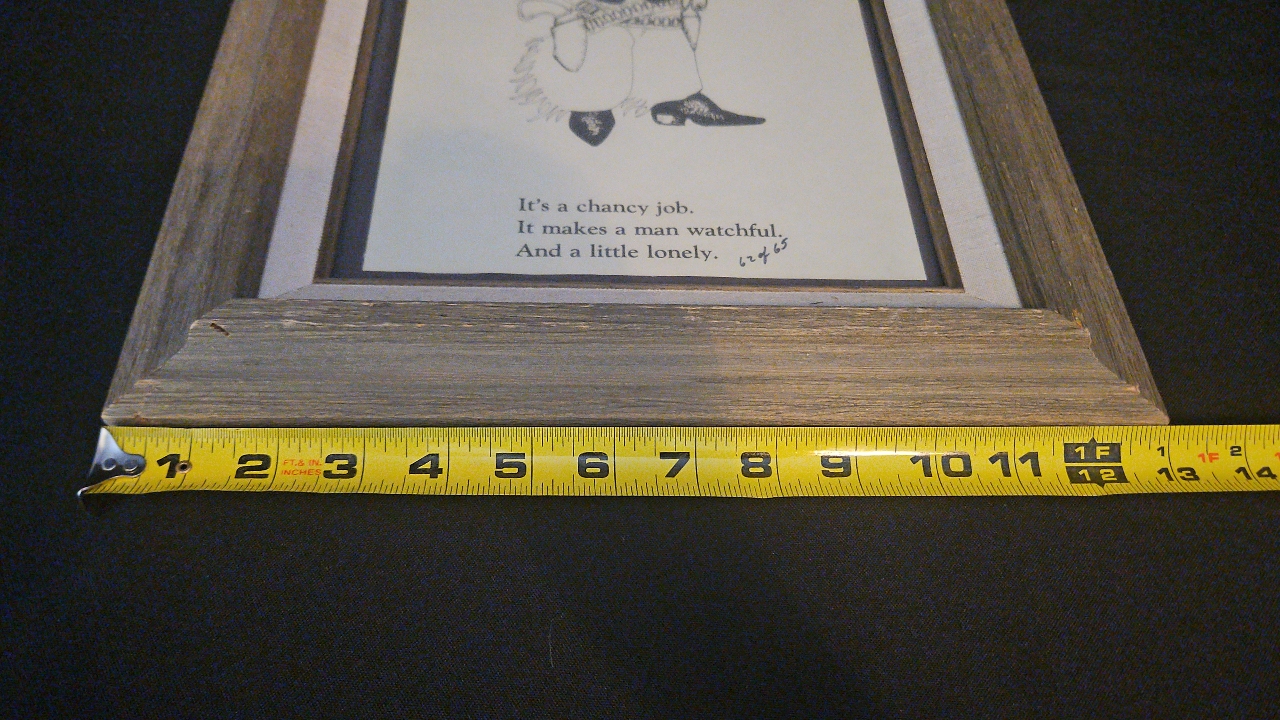 It's a chancy job.
It makes a man watchful.
And a little lonely.
62 of 65
1 2 FT.& IN. INCHES 3 4 5 6 7 8 9 10 11 1F 12 1 13 1F 2 14